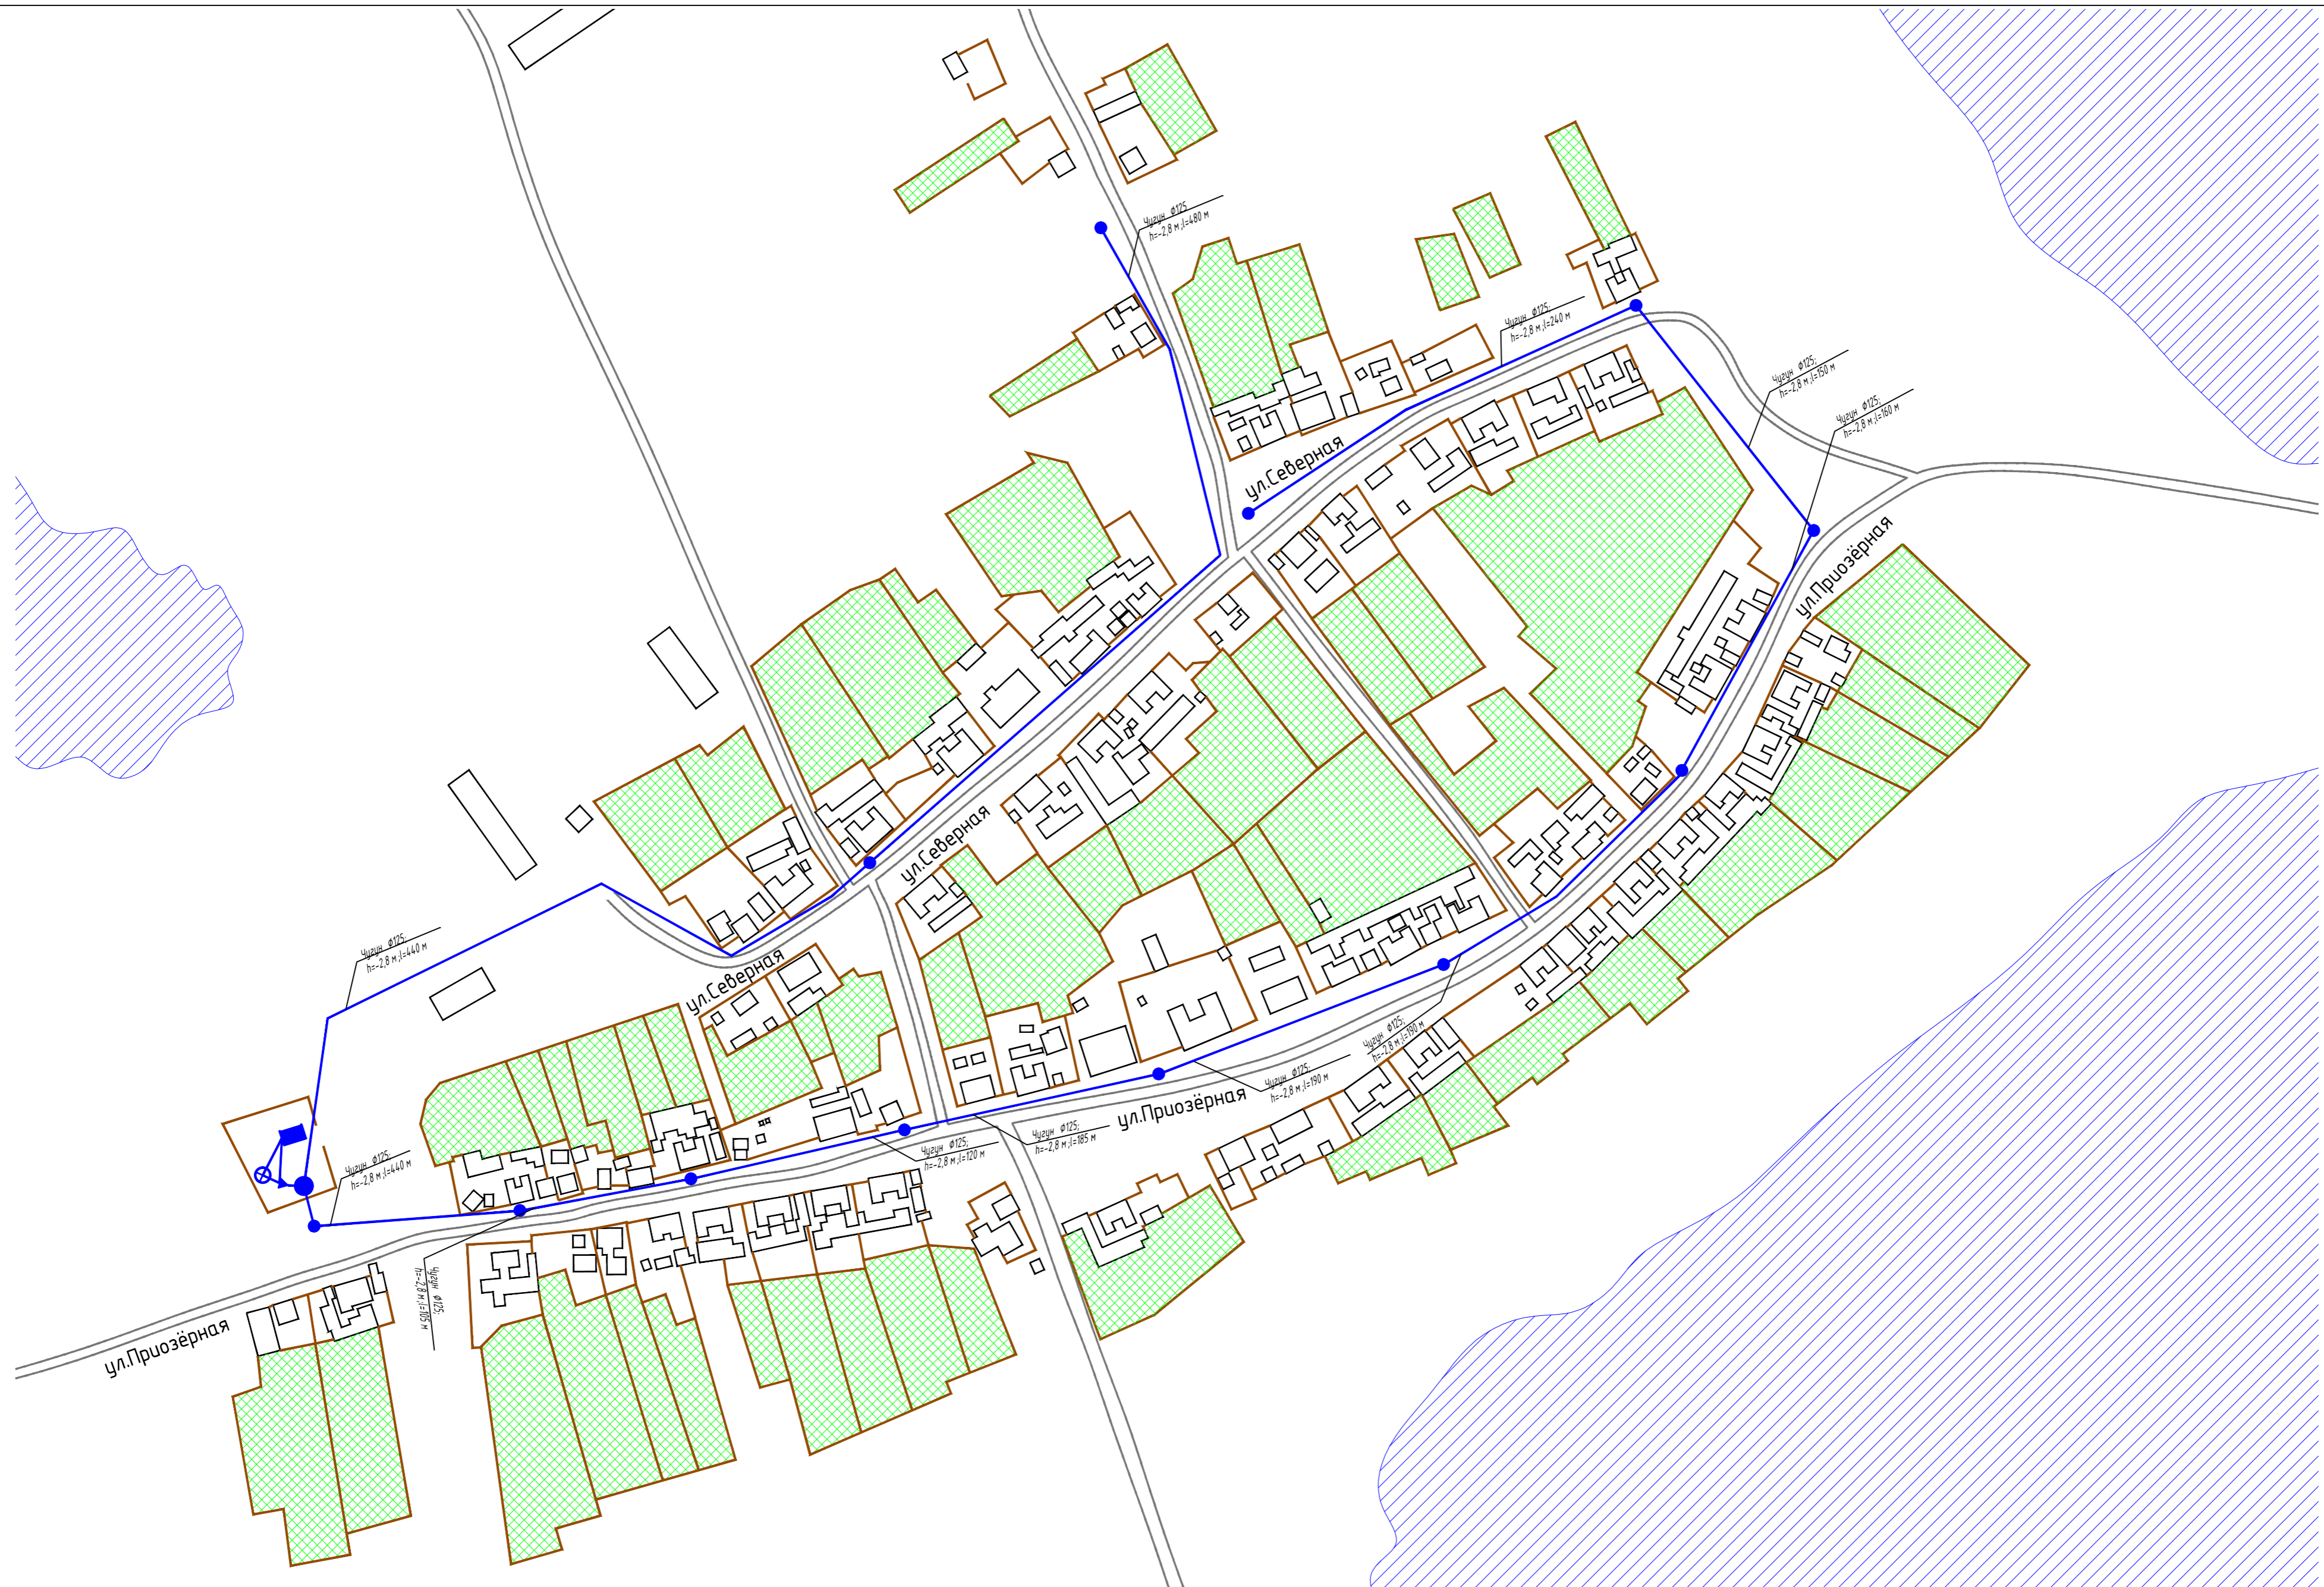 Чугун Ф125
h=-2,8 м ;l=480 м
Чугун Ф125;
h=-2,8 м ;l=240 м
Чугун Ф125;
h=-2,8 м ;l=150 м
Чугун Ф125;
h=-2,8 м ;l=160 м
ул.Северная
ул.Приозёрная
ул.Северная
Чугун Ф125;
h=-2,8 м ;l=440 м
ул.Северная
Чугун Ф125;
h=-2,8 м ;l=190 м
Чугун Ф125;
h=-2,8 м ;l=190 м
ул.Приозёрная
Чугун Ф125;
h=-2,8 м ;l=185 м
Чугун Ф125;
h=-2,8 м ;l=120 м
Чугун Ф125;
h=-2,8 м ;l=440 м
Чугун Ф125;
h=-2,8 м ;l=105 м
ул.Приозёрная